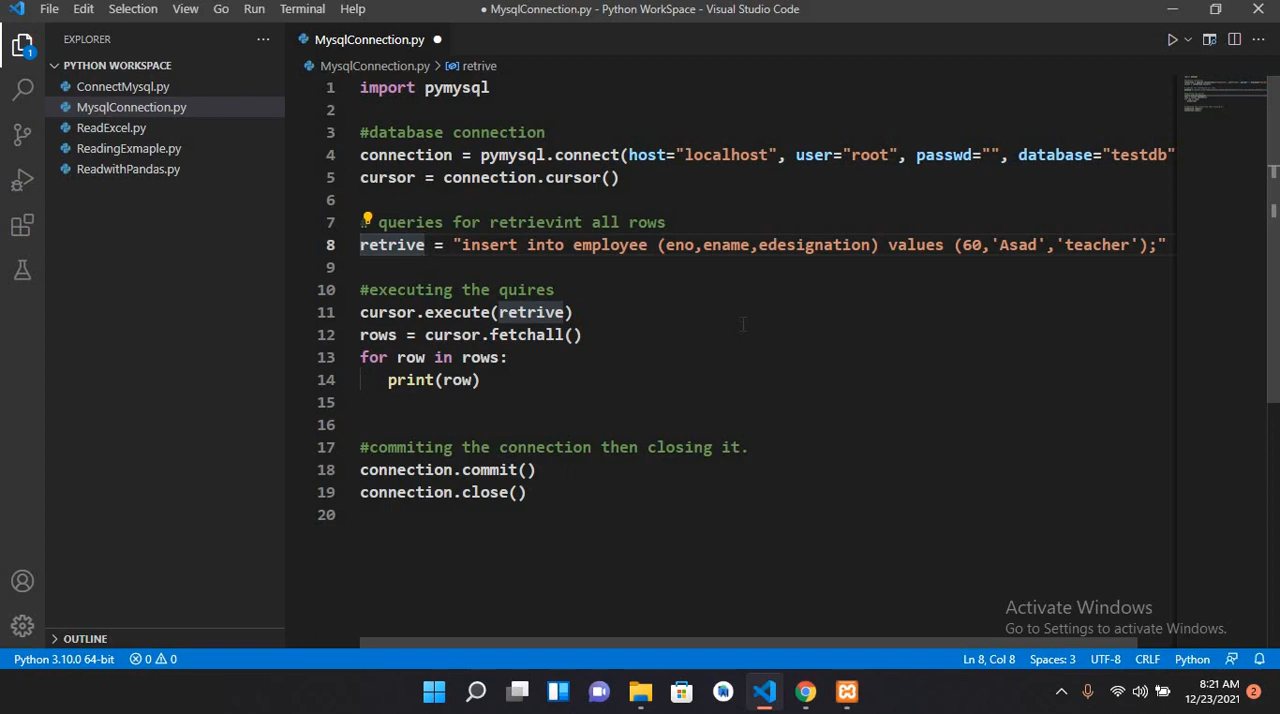 File Edit Selection View Go Run Terminal Help ● MysqlConnection.py - Python WorkSpace - Visual Studio Code
EXPLORER ...
PYTHON WORKSPACE
ConnectMysql.py
MysqlConnection.py
ReadExcel.py
ReadingExmaple.py
ReadwithPandas.py
OUTLINE
1
MysqlConnection.py ●
MysqlConnection.py > retrive
1 import pymysql
2
3 #database connection
4 connection = pymysql.connect(host="localhost", user="root", passwd="", database="testdb"
5 cursor = connection.cursor()
6
7 # queries for retrievint all rows
8 retrive = "insert into employee (eno,ename,edesignation) values (60,'Asad','teacher');"
9
10 #executing the quires
11 cursor.execute(retrive)
12 rows = cursor.fetchall()
13 for row in rows:
14 print(row)
15
16
17 #commiting the connection then closing it.
18 connection.commit()
19 connection.close()
20
Activate Windows
Go to Settings to activate Windows.
Python 3.10.0 64-bit 0 0 Ln 8, Col 8 Spaces: 3 UTF-8 CRLF Python
8:21 AM
12/23/2021 2